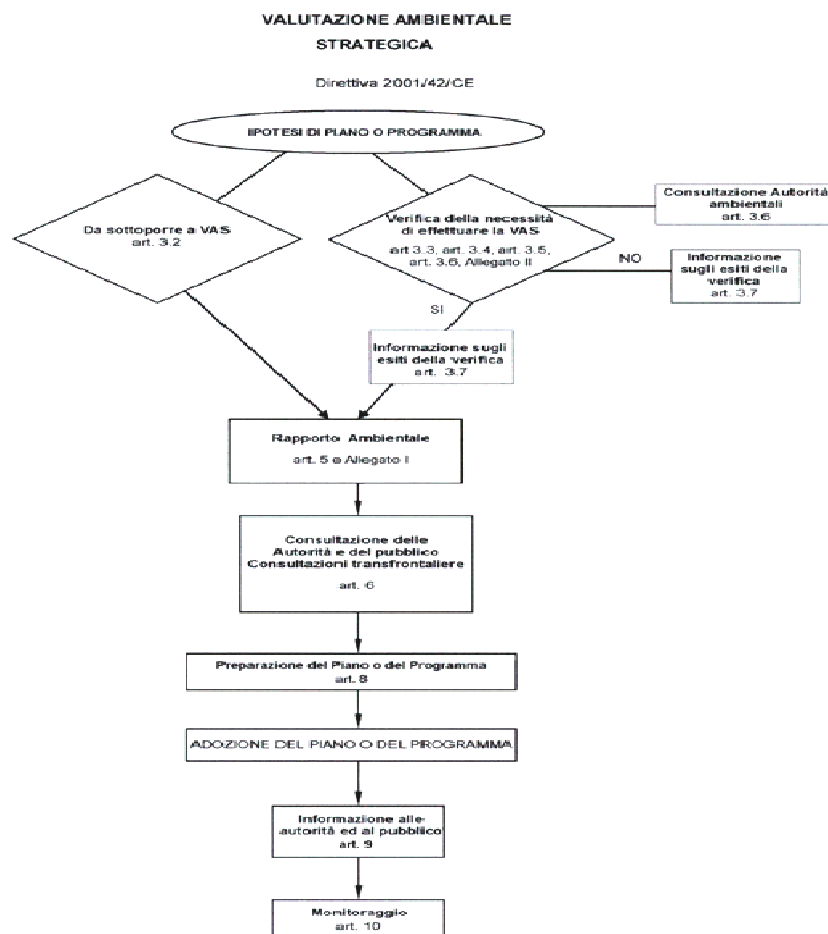 VALUTAZIONE AMBIENTALE
STRATEGICA
Direttiva 2001/42/CE
IPOTESI DI PIANO O PROGRAMMA
Da sottoporre a VAS
art. 3.2
Verifica della necessità
di effettuare la VAS
art 3.3, art. 3.4, art. 3.5,
art. 3.6, Allegato II
Consultazione Autorità
ambientali
art. 3.6
NO
Informazione
sugli esiti della
verifica
art. 3.7
SI
Informazione sugli
esiti della verifica
art. 3.7
Rapporto Ambientale
art. 5 e Allegato I
Consultazione delle
Autorità e del pubblico
Consultazioni transfrontaliere
art. 6
Preparazione del Piano o del Programma
art. 8
ADOZIONE DEL PIANO O DEL PROGRAMMA
Informazione alle
autorità ed al pubblico
art. 9
Monitoraggio
art. 10